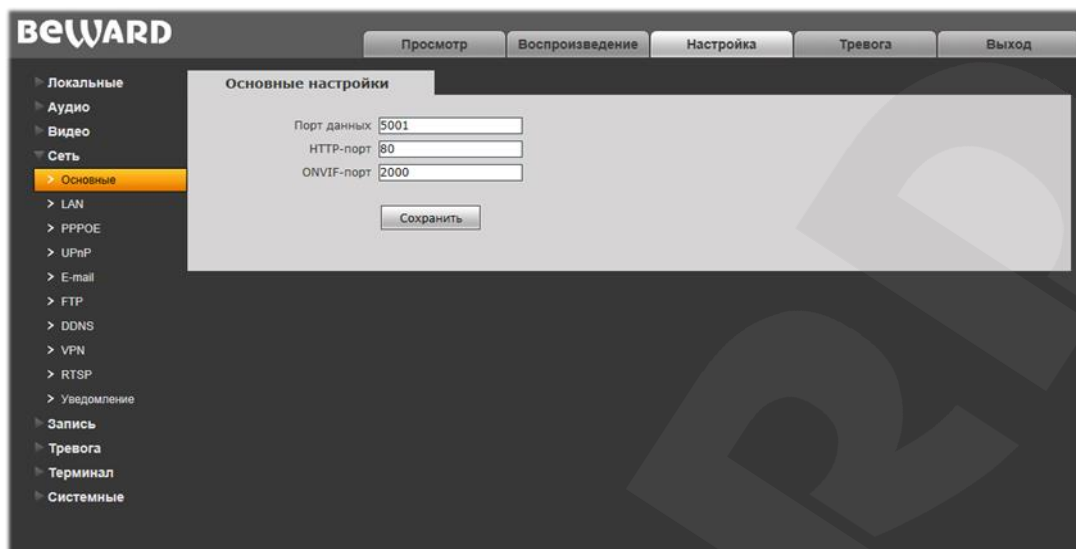 BEWARD
Просмотр
Воспроизведение
Настройка
Тревога
Выход
Локальные
Аудио
Видео
Сеть
Основные
LAN
PPPOE
UPnP
E-mail
FTP
DDNS
VPN
RTSP
Уведомление
Запись
Тревога
Терминал
Системные
Основные настройки
Порт данных 5001
HTTP-порт 80
ONVIF-порт 2000
Сохранить